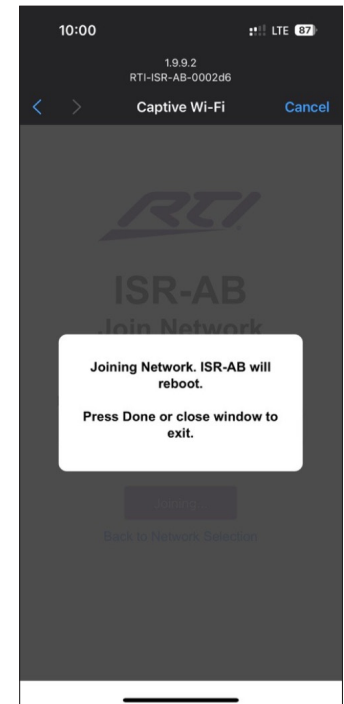 10:00 LTE 87
1.9.9.2
RTI-ISR-AB-0002d6
< > Captive Wi-Fi Cancel
RTI
ISR-AB
Join Network
Joining Network. ISR-AB will
reboot.
Press Done or close window to
exit.
Joining...
Back to Network Selection